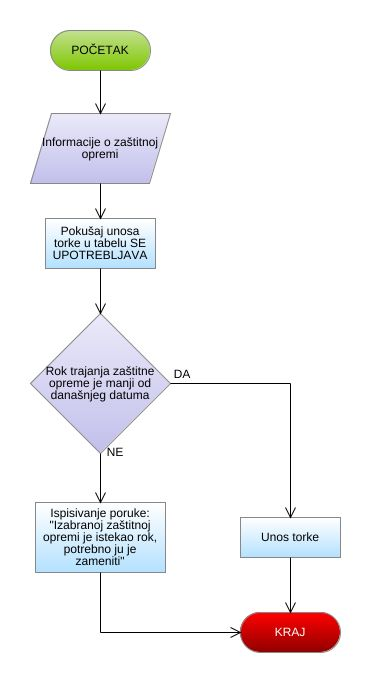 POČETAK
Informacije o zaštitnoj
opremi
Pokušaj unosa
torke u tabelu SE
UPOTREBLJAVA
Rok trajanja zaštitne
opreme je manji od
današnjeg datuma
DA
NE
Ispisivanje poruke:
"Izabranoj zaštitnoj
opremi je istekao rok,
potrebno ju je
zameniti"
Unos torke
KRAJ